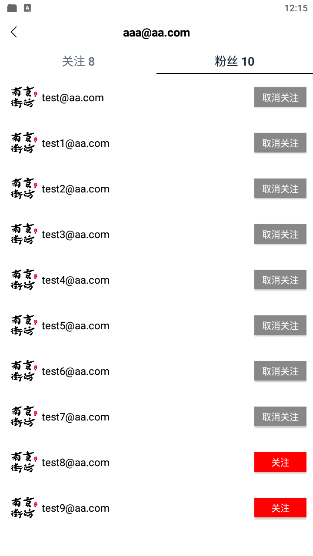 12:15
aaa@aa.com
关注 8
粉丝 10
test@aa.com
取消关注
test1@aa.com
取消关注
test2@aa.com
取消关注
test3@aa.com
取消关注
test4@aa.com
取消关注
test5@aa.com
取消关注
test6@aa.com
取消关注
test7@aa.com
取消关注
test8@aa.com
关注
test9@aa.com
关注